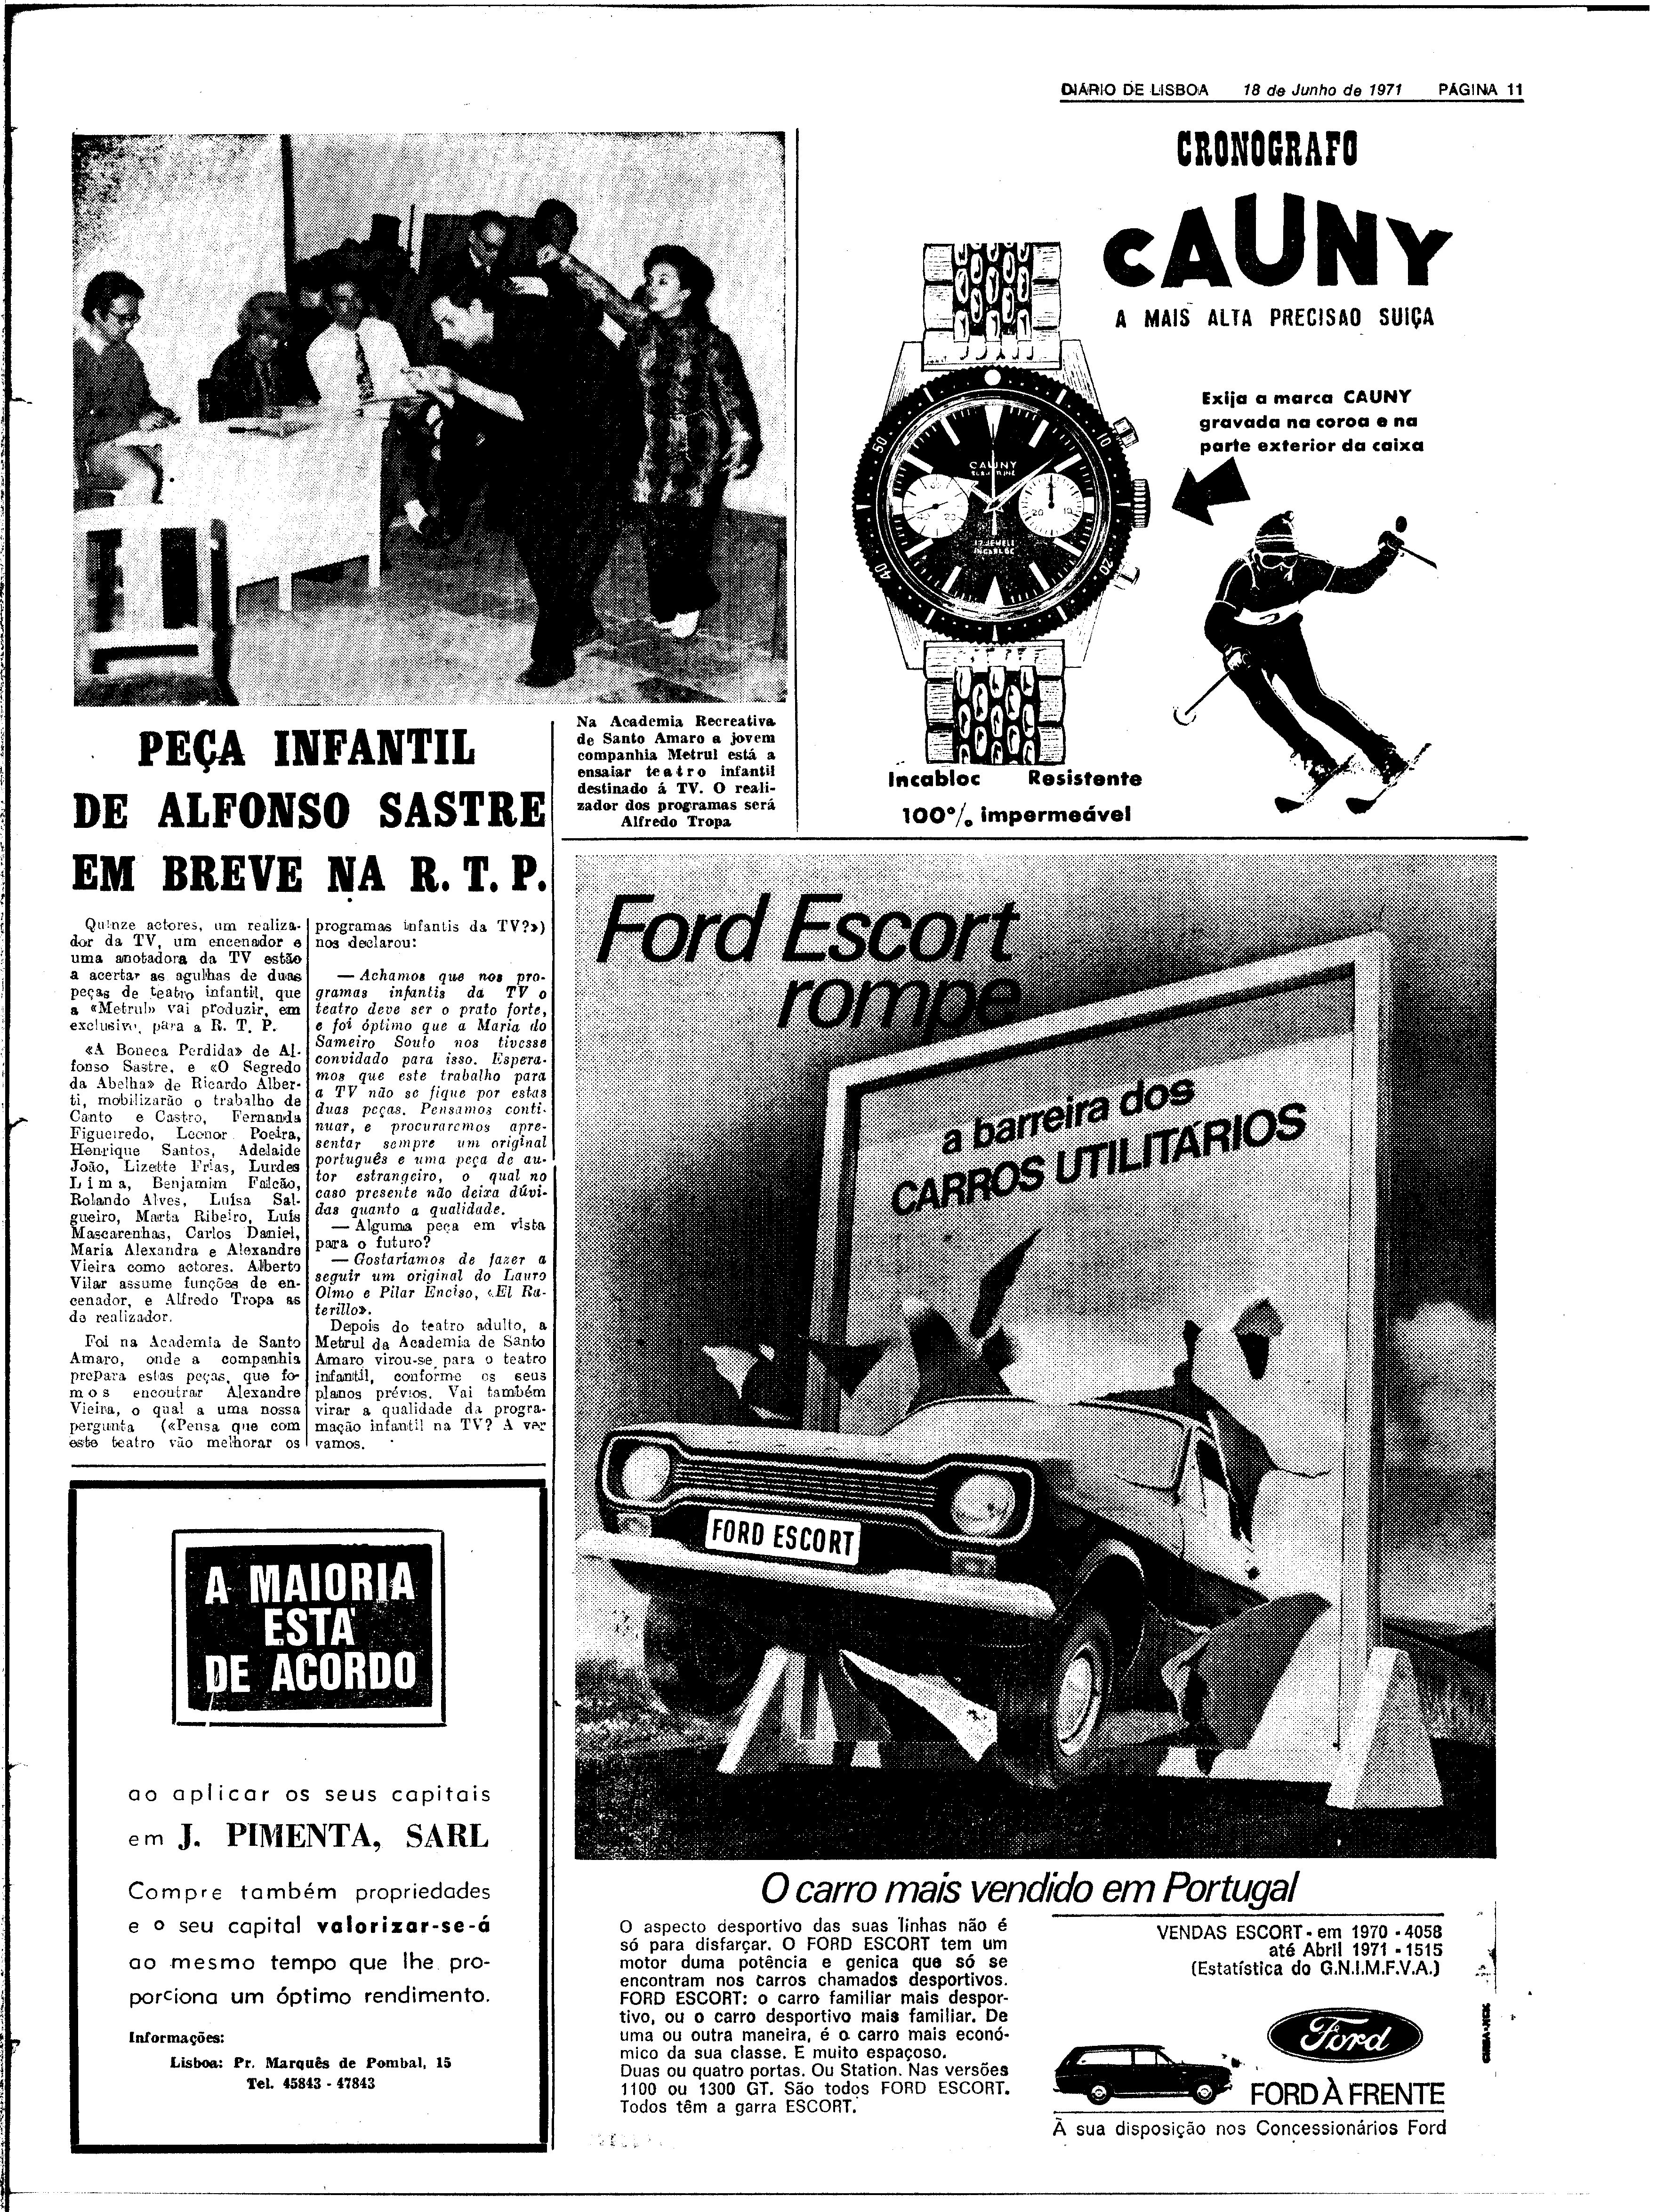 DIÁRIO DE LISBOA 18 de Junho de 1971 PÁGINA 11
CRONOGRAFO
CAUNY
A MAIS ALTA PRECISAO SUIÇA
Exija a marca CAUNY
gravada na coroa e na
parte exterior da caixa
50
10
40
20
CAUNY
20
10
17 JEWELS
INCABLOC
Incabloc Resistente
100% impermeável
Na Academia Recreativa
de Santo Amaro a jovem
companhia Metrul está a
ensaiar teatro infantil
destinado á TV. O reali-
zador dos programas será
Alfredo Tropa
PEÇA INFANTIL
DE ALFONSO SASTRE
EM BREVE NA R. T. P.
Quinze actores, um realiza-
dor da TV, um encenador e
uma anotadora da TV estão
a acertar as agulhas de duas
peças de teatro infantil, que
a «Metrul» vai produzir, em
exclusivo, para a R. T. P.
«A Boneca Perdida» de Al-
fonso Sastre, e «O Segredo
da Abelha» de Ricardo Alber-
ti, mobilizarão o trabalho de
Canto e Castro, Fernanda
Figueiredo, Leonor Poeira,
Henrique Santos, Adelaide
João, Lizette Frias, Lurdes
Lima, Benjamim Falcão,
Rolando Alves, Luísa Sal-
gueiro, Marta Ribeiro, Luís
Mascarenhas, Carlos Daniel,
Maria Alexandra e Alexandre
Vieira como actores. Alberto
Vilar assume funções de en-
cenador, e Alfredo Tropa as
de realizador.
Foi na Academia de Santo
Amaro, onde a companhia
prepara estas peças, que fo-
mos encoutrar Alexandre
Vieira, o qual a uma nossa
pergunta («Pensa que com
este teatro vão melhorar os
programas infantis da TV?»)
nos declarou:
— Achamos que nos pro-
gramas infantis da TV o
teatro deve ser o prato forte,
e foi óptimo que a Maria do
Sameiro Souto nos tivesse
convidado para isso. Espera-
mos que este trabalho para
a TV não se fique por estas
duas peças. Pensamos conti-
nuar, e procuraremos apre-
sentar sempre um original
português e uma peça de au-
tor estrangeiro, o qual no
caso presente não deixa dúvi-
das quanto a qualidade.
— Alguma peça em vista
para o futuro?
— Gostaríamos de fazer a
seguir um original do Lauro
Olmo e Pilar Enciso, «El Ra-
terillo».
Depois do teatro adulto, a
Metrul da Academia de Santo
Amaro virou-se para o teatro
infantil, conforme os seus
planos prévios. Vai também
virar a qualidade da progra-
mação infantil na TV? A ver
vamos.
A MAIORIA
ESTÁ
DE ACORDO
ao aplicar os seus capitais
em J. PIMENTA, SARL
Compre também propriedades
e o seu capital valorizar-se-á
ao mesmo tempo que lhe pro-
porciona um óptimo rendimento.
Informações:
Lisboa: Pr. Marquês de Pombal, 15
Tel. 45843 - 47843
Ford Escort
rompe
a barreira dos
CARROS UTILITÁRIOS
FORD ESCORT
O carro mais vendido em Portugal
O aspecto desportivo das suas linhas não é
só para disfarçar. O FORD ESCORT tem um
motor duma potência e genica que só se
encontram nos carros chamados desportivos.
FORD ESCORT: o carro familiar mais despor-
tivo, ou o carro desportivo mais familiar. De
uma ou outra maneira, é o carro mais econó-
mico da sua classe. E muito espaçoso.
Duas ou quatro portas. Ou Station. Nas versões
1100 ou 1300 GT. São todos FORD ESCORT.
Todos têm a garra ESCORT.
VENDAS ESCORT - em 1970 - 4058
até Abril 1971 - 1515
(Estatística do G.N.I.M.F.V.A.)
Ford
FORD À FRENTE
À sua disposição nos Concessionários Ford